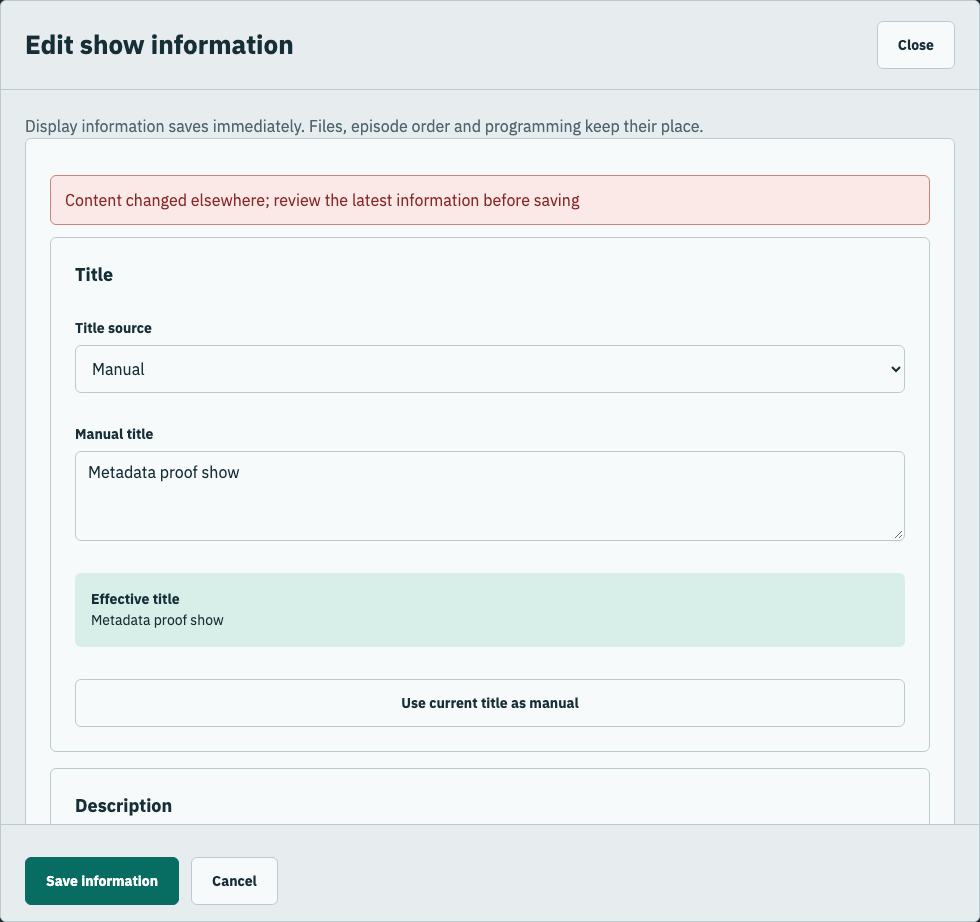 Edit show information
Close
Display information saves immediately. Files, episode order and programming keep their place.
Content changed elsewhere; review the latest information before saving
Title
Title source
Manual
Manual title
Metadata proof show
Effective title
Metadata proof show
Use current title as manual
Description
Save information
Cancel